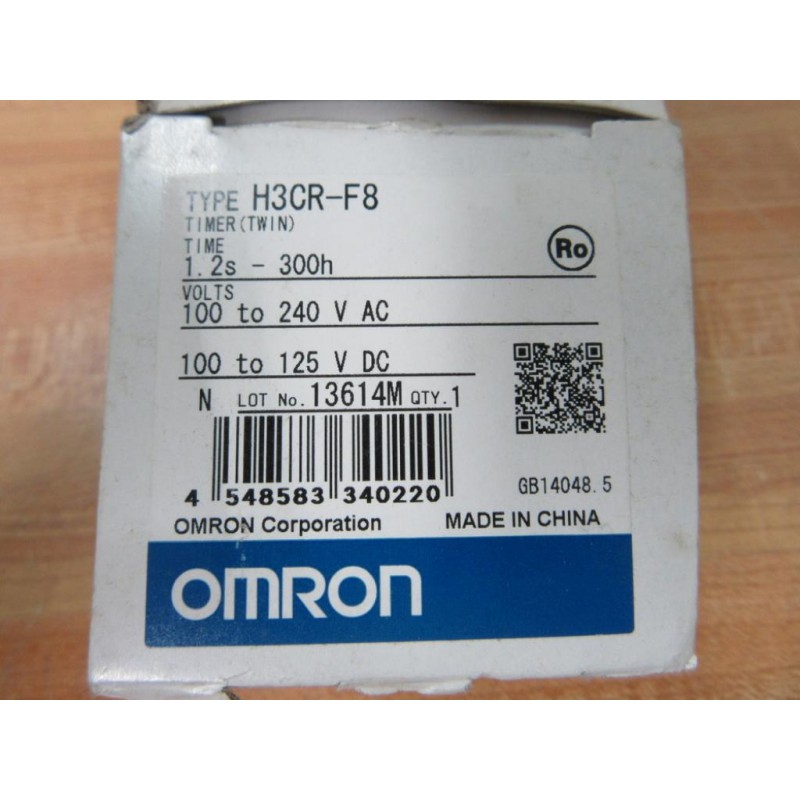 TYPE H3CR-F8
TIMER(TWIN)
TIME
Ro
1.2s - 300h
VOLTS
100 to 240 V AC
100 to 125 V DC
N LOT No. 13614M QTY. 1
4 548583 340220
GB14048.5
OMRON Corporation MADE IN CHINA
OMRON